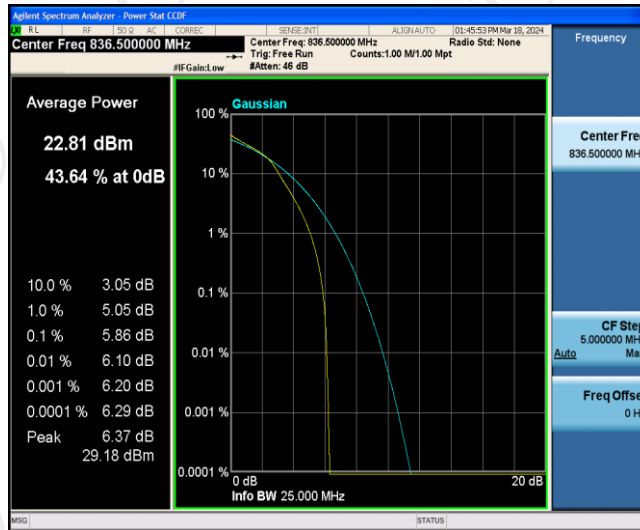 Agilent Spectrum Analyzer - Power Stat CCDF
RL RF 50 Ω AC CORREC SENSE:INT ALIGNAUTO 01:45:53 PM Mar 18, 2024
Center Freq 836.500000 MHz
Center Freq: 836.500000 MHz Radio Std: None
Trig: Free Run Counts:1.00 M/1.00 Mpt
#IFGain:Low #Atten: 46 dB
Frequency
Average Power
22.81 dBm
43.64 % at 0dB
10.0 % 3.05 dB
1.0 % 5.05 dB
0.1 % 5.86 dB
0.01 % 6.10 dB
0.001 % 6.20 dB
0.0001 % 6.29 dB
Peak 6.37 dB
29.18 dBm
Gaussian
100 %
10 %
1 %
0.1 %
0.01 %
0.001 %
0.0001 %
0 dB 20 dB
Info BW 25.000 MHz
Center Fre
836.500000 MH
CF Step
5.000000 MH
Auto Ma
Freq Offse
0 H
MSG STATUS